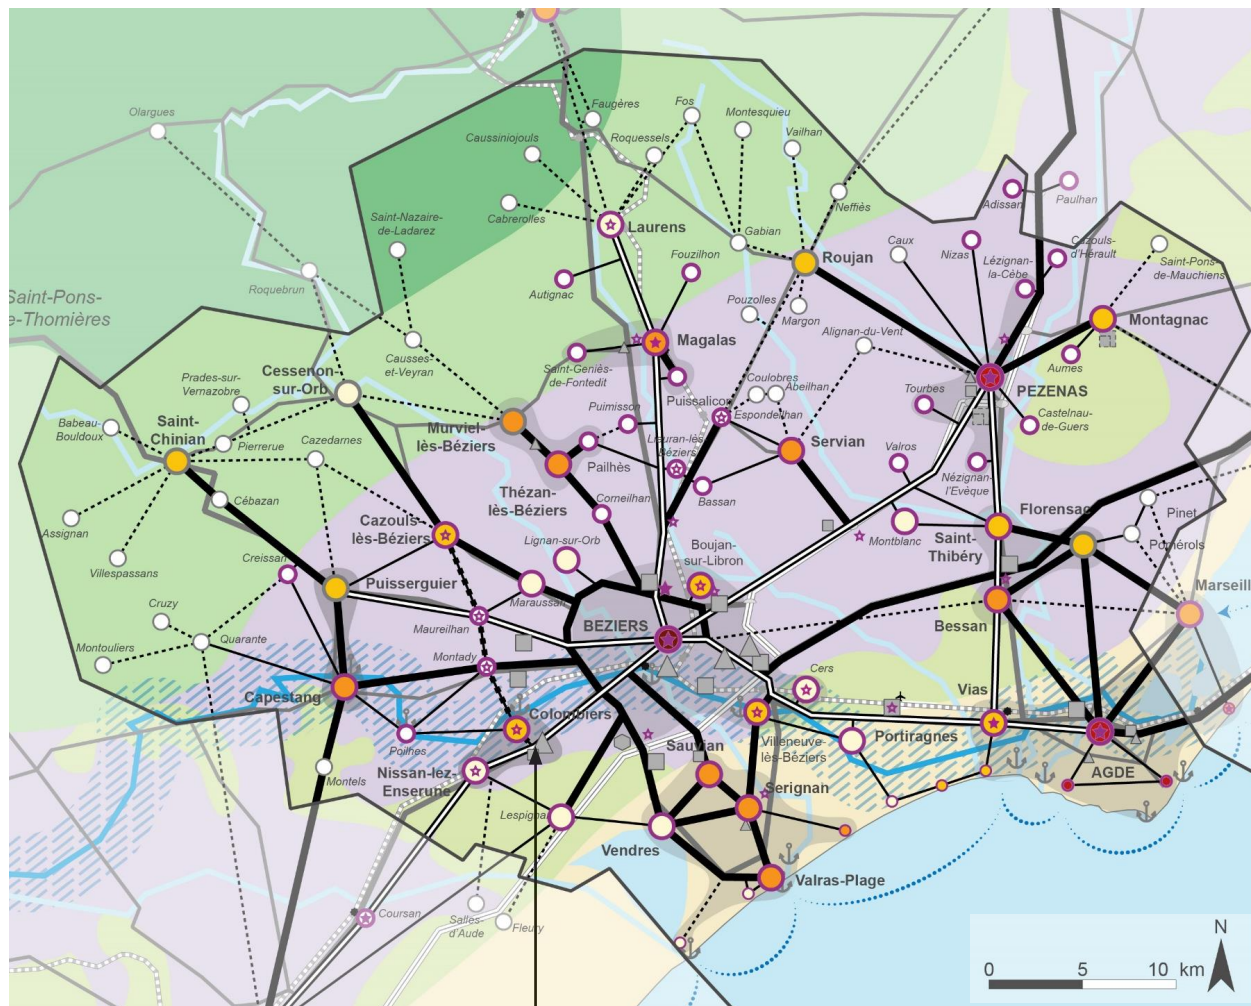 Olargues
Faugères
Fos
Montesquieu
Vailhan
Caussiniojouls
Roquessels
Cabrerolles
Neffiès
Adissan
Paulhan
Saint-Nazaire-
de-Ladarez
Laurens
Gabian
Roujan
Caux
Nizas
Cazouls-
d'Hérault
Lézignan-
la-Cèbe
Saint-Pons-
de-Mauchiens
Roquebrun
Fouzilhon
Autignac
Pouzolles
Margon
Saint-Pons-
e-Thomières
Magalas
Alignan-du-Vent
Montagnac
Causses-
et-Veyran
Saint-Geniès-
de-Fontedit
Aumes
Cessenon-
sur-Orb
Prades-sur-
Vernazobre
Puissalicon
Coulobres
Abeilhan
Tourbes
PEZENAS
Babeau-
Bouldoux
Saint-
Chinian
Pierrerue
Cazedarnes
Murviel-
lès-Béziers
Puimisson
Espondeilhan
Servian
Castelnau-
de-Guers
Lieuran-lès
Béziers
Pailhès
Valros
Thézan-
lès-Béziers
Corneilhan
Bassan
Nézignan-
l'Evèque
Cébazan
Assignan
Cazouls-
lès-Béziers
Lignan-sur-Orb
Boujan-
sur-Libron
Montblanc
Saint-
Thibéry
Florensac
Pinet
Pomérols
Villespassans
Creissan
Puisserguier
Maraussan
Marseill
Cruzy
Maureilhan
BEZIERS
Bessan
Quarante
Montouliers
Montady
Cers
Capestang
Vias
Colombiers
Poilhes
Villeneuve-
lès-Béziers
Portiragnes
Sauvian
AGDE
Montels
Nissan-lez-
Enserune
Serignan
Lespignan
Vendres
Valras-Plage
Coursan
Salles-
d'Aude
Fleury
N
0 5 10 km